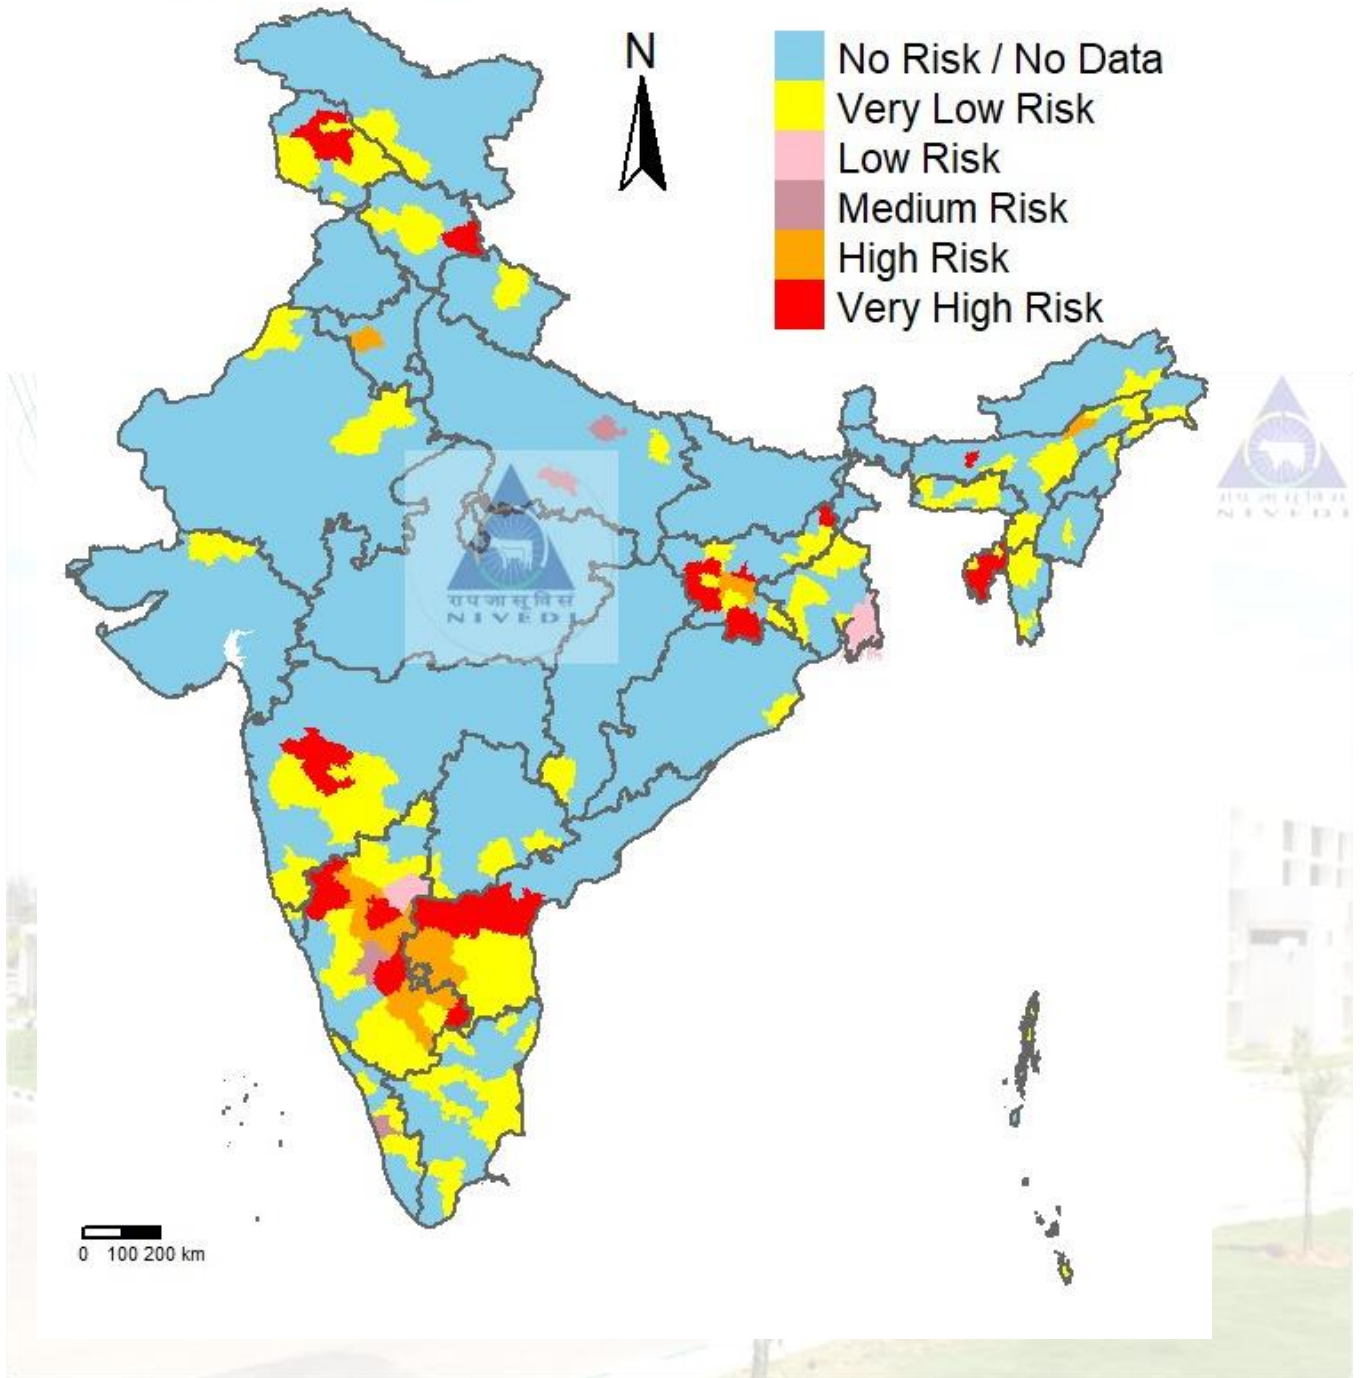 N
No Risk / No Data
Very Low Risk
Low Risk
Medium Risk
High Risk
Very High Risk
रा प जा सू वि सं
NIVEDI
NIVEDI
0 100 200 km